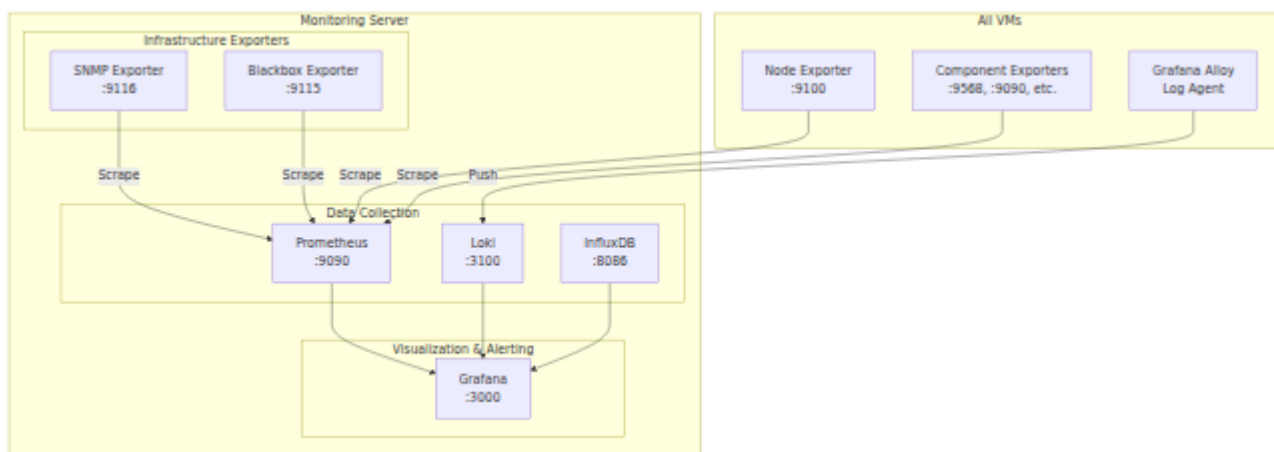 Monitoring Server
All VMs
Infrastructure Exporters
SNMP Exporter
:9116
Blackbox Exporter
:9115
Node Exporter
:9100
Component Exporters
:9568, :9090, etc.
Grafana Alloy
Log Agent
Scrape
Scrape
Scrape
Scrape
Push
Data Collection
Prometheus
:9090
Loki
:3100
InfluxDB
:8086
Visualization & Alerting
Grafana
:3000